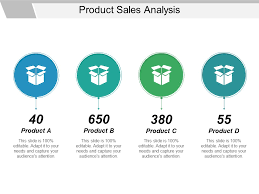 Product Sales Analysis
40
Product A
This slide is 100%
editable. Adapt it to your
needs and capture your
audience's attention
650
Product B
This slide is 100%
editable. Adapt it to your
needs and capture your
audience's attention
380
Product C
This slide is 100%
editable. Adapt it to your
needs and capture your
audience's attention
55
Product D
This slide is 100%
editable. Adapt it to your
needs and capture your
audience's attention